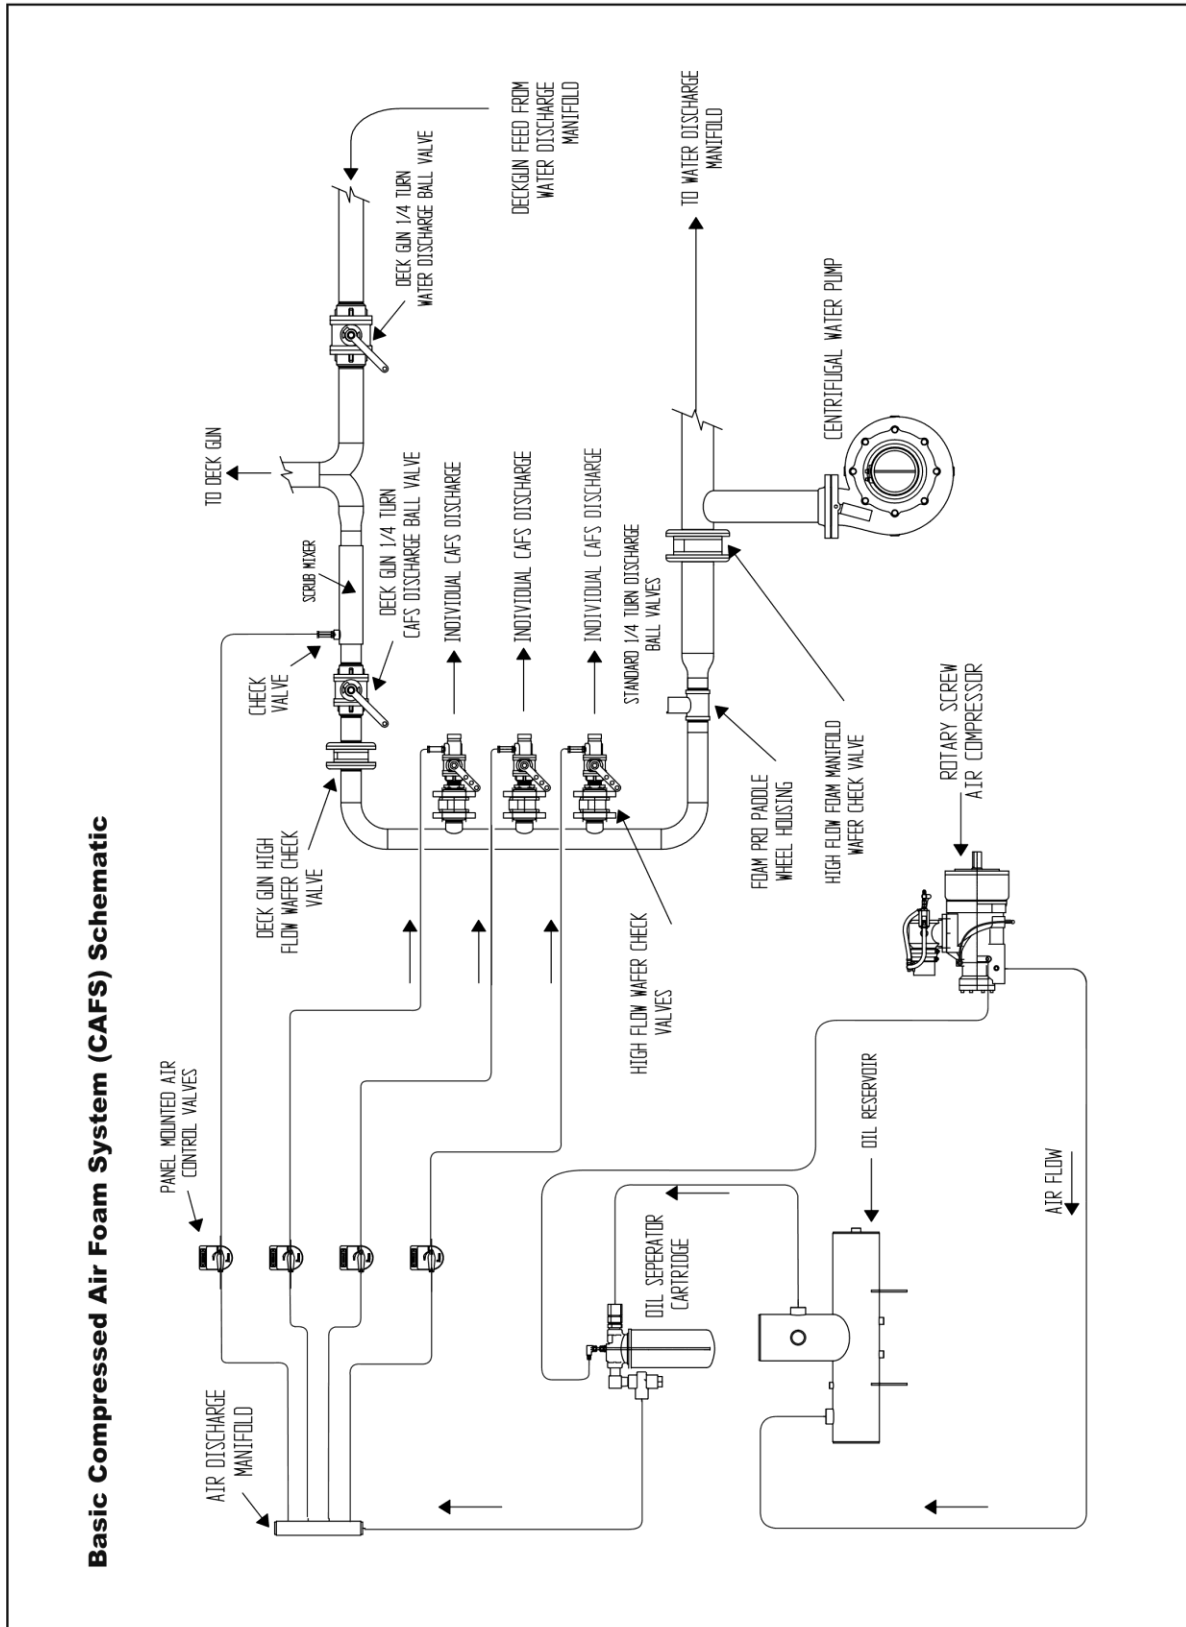 Basic Compressed Air Foam System (CAFS) Schematic
AIR DISCHARGE
MANIFOLD
PANEL MOUNTED AIR
CONTROL VALVES
DECK GUN HIGH
FLOW WAFER CHECK
VALVE
CHECK
VALVE
SCRUB MIXER
TO DECK GUN
DECK GUN 1/4 TURN
CAFS DISCHARGE BALL VALVE
DECK GUN 1/4 TURN
WATER DISCHARGE BALL VALVE
DECKGUN FEED FROM
WATER DISCHARGE
MANIFOLD
INDIVIDUAL CAFS DISCHARGE
INDIVIDUAL CAFS DISCHARGE
INDIVIDUAL CAFS DISCHARGE
STANDARD 1/4 TURN DISCHARGE
BALL VALVES
TO WATER DISCHARGE
MANIFOLD
HIGH FLOW WAFER CHECK
VALVES
FOAM PRO PADDLE
WHEEL HOUSING
HIGH FLOW FOAM MANIFOLD
WAFER CHECK VALVE
CENTRIFUGAL WATER PUMP
OIL SEPERATOR
CARTRIDGE
OIL RESERVOIR
ROTARY SCREW
AIR COMPRESSOR
AIR FLOW